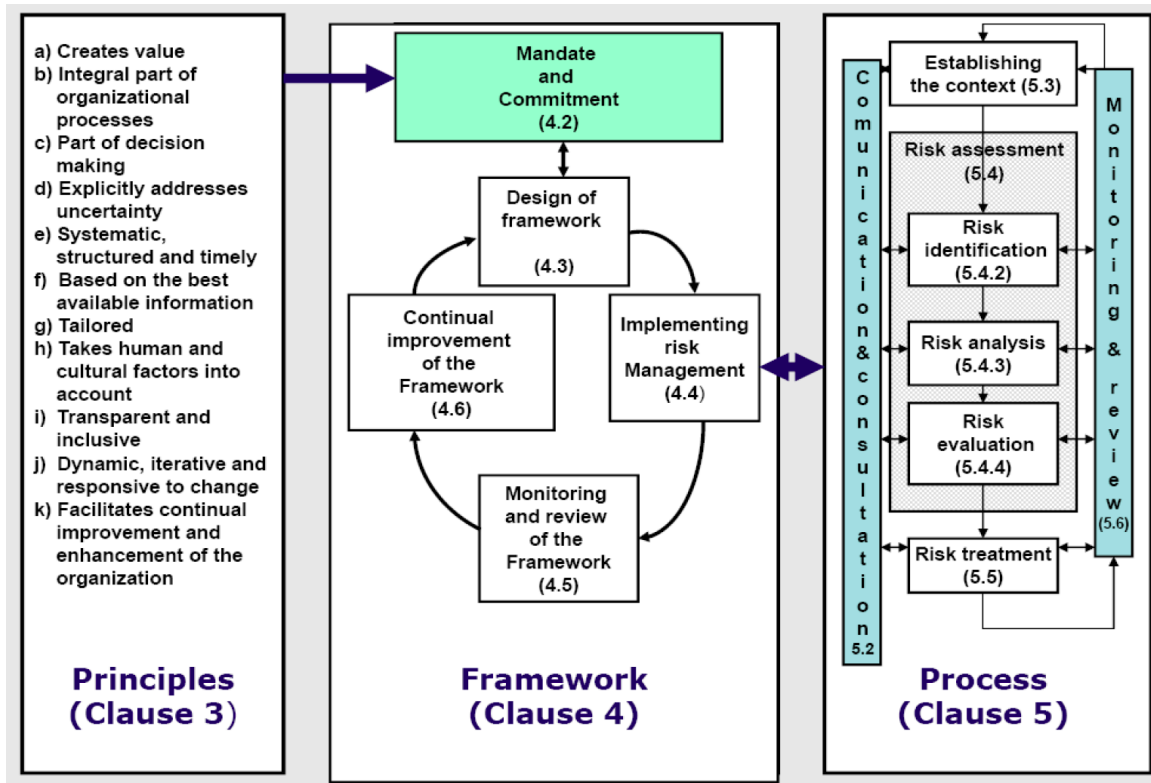 a) Creates value
b) Integral part of
organizational
processes
c) Part of decision
making
d) Explicitly addresses
uncertainty
e) Systematic,
structured and timely
f) Based on the best
available information
g) Tailored
h) Takes human and
cultural factors into
account
i) Transparent and
inclusive
j) Dynamic, iterative and
responsive to change
k) Facilitates continual
improvement and
enhancement of the
organization
Principles
(Clause 3)
Mandate
and
Commitment
(4.2)
Design of
framework
(4.3)
Implementing
risk
Management
(4.4)
Monitoring
and review
of the
Framework
(4.5)
Continual
improvement
of the
Framework
(4.6)
Framework
(Clause 4)
Comunication&consultation
5.2
Establishing
the context (5.3)
Risk assessment
(5.4)
Risk
identification
(5.4.2)
Risk analysis
(5.4.3)
Risk
evaluation
(5.4.4)
Risk treatment
(5.5)
Monitoring & review
(5.6)
Process
(Clause 5)